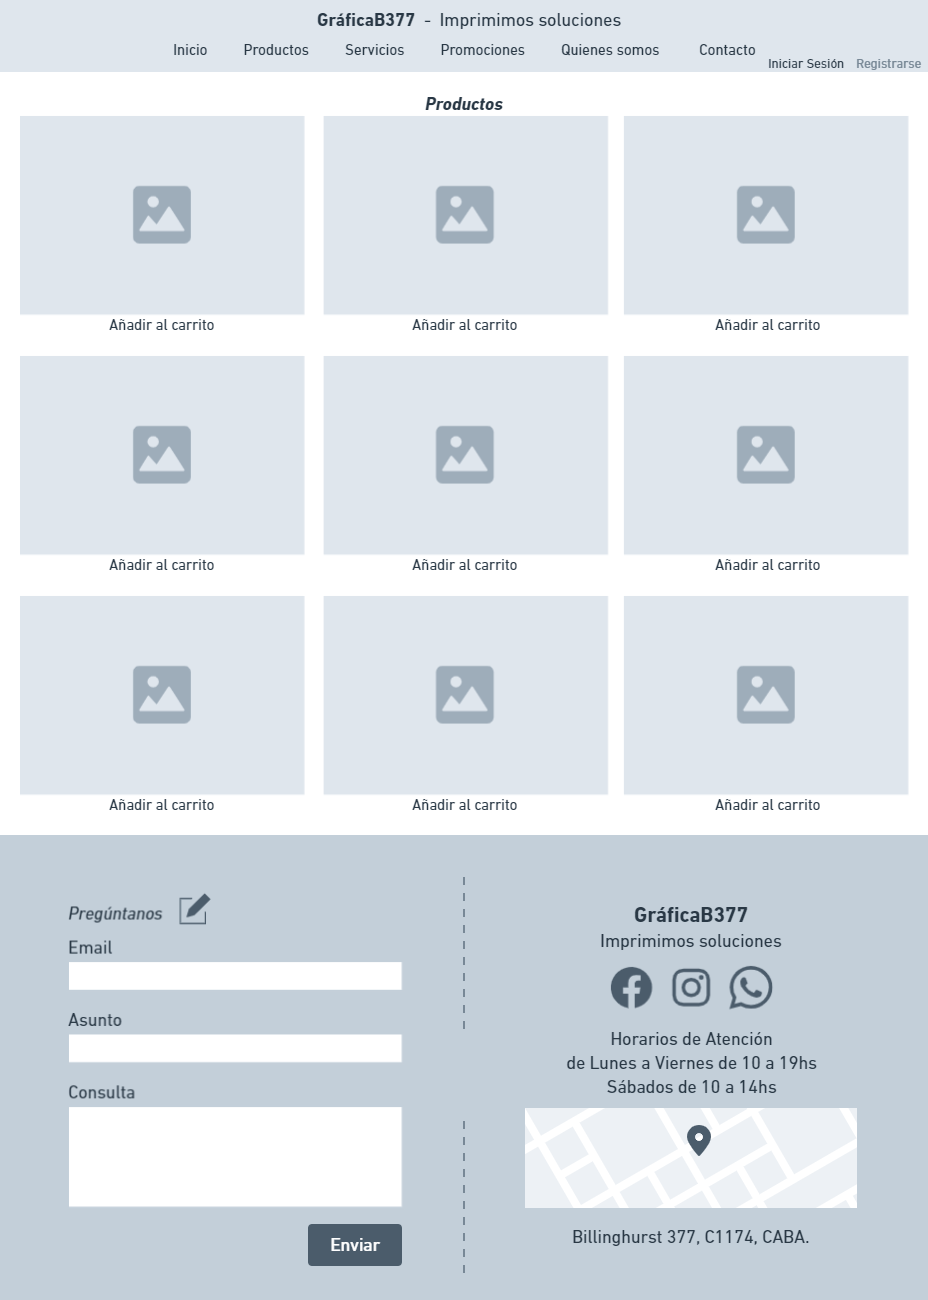 GráficaB377 - Imprimimos soluciones
Inicio Productos Servicios Promociones Quienes somos Contacto
Iniciar Sesión Registrarse
Productos
Añadir al carrito Añadir al carrito Añadir al carrito
Añadir al carrito Añadir al carrito Añadir al carrito
Añadir al carrito Añadir al carrito Añadir al carrito
Pregúntanos
Email
Asunto
Consulta
Enviar
GráficaB377
Imprimimos soluciones
Horarios de Atención
de Lunes a Viernes de 10 a 19hs
Sábados de 10 a 14hs
Billinghurst 377, C1174, CABA.